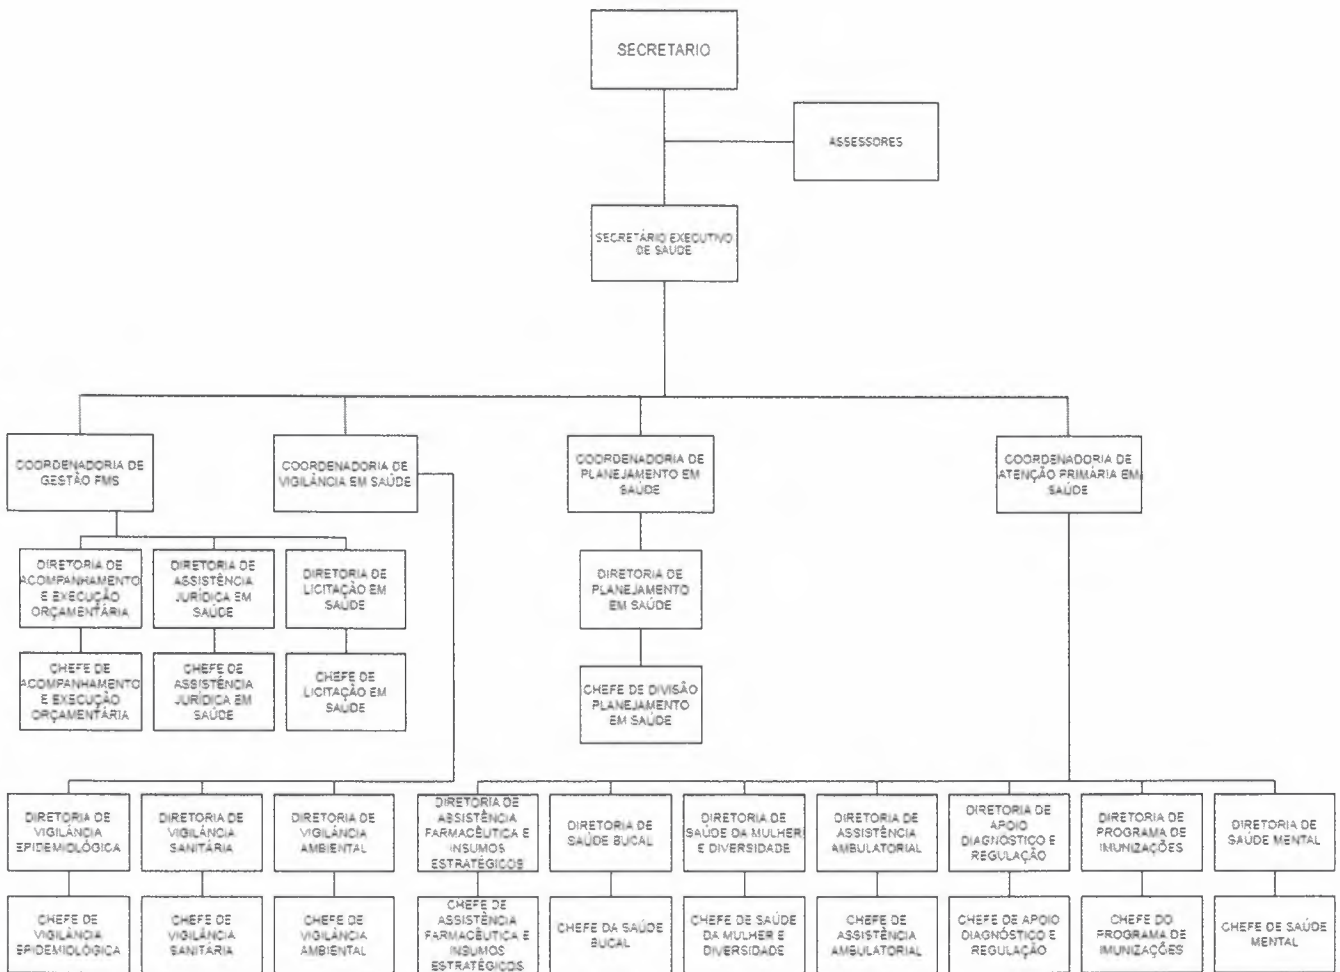 SECRETARIO
ASSESSORES
SECRETÁRIO EXECUTIVO
DE SAÚDE
COORDENADORIA DE
GESTÃO FMS
COORDENADORIA DE
VIGILÂNCIA EM SAÚDE
COORDENADORIA DE
PLANEJAMENTO EM
SAÚDE
COORDENADORIA DE
ATENÇÃO PRIMÁRIA EM
SAÚDE
DIRETORIA DE
ACOMPANHAMENTO
E EXECUÇÃO
ORÇAMENTÁRIA
DIRETORIA DE
ASSISTÊNCIA
JURÍDICA EM
SAÚDE
DIRETORIA DE
LICITAÇÃO EM
SAÚDE
DIRETORIA DE
PLANEJAMENTO
EM SAÚDE
CHEFE DE
ACOMPANHAMENTO
E EXECUÇÃO
ORÇAMENTÁRIA
CHEFE DE
ASSISTÊNCIA
JURÍDICA EM
SAÚDE
CHEFE DE
LICITAÇÃO EM
SAÚDE
CHEFE DE DIVISÃO
PLANEJAMENTO
EM SAÚDE
DIRETORIA DE
VIGILÂNCIA
EPIDEMIOLÓGICA
DIRETORIA DE
VIGILÂNCIA
SANITÁRIA
DIRETORIA DE
VIGILÂNCIA
AMBIENTAL
DIRETORIA DE
ASSISTÊNCIA
FARMACÊUTICA E
INSUMOS
ESTRATÉGICOS
DIRETORIA DE
SAÚDE BUCAL
DIRETORIA DE
SAÚDE DA MULHER
E DIVERSIDADE
DIRETORIA DE
ASSISTÊNCIA
AMBULATORIAL
DIRETORIA DE
APOIO
DIAGNÓSTICO E
REGULAÇÃO
DIRETORIA DE
PROGRAMA DE
IMUNIZAÇÕES
DIRETORIA DE
SAÚDE MENTAL
CHEFE DE
VIGILÂNCIA
EPIDEMIOLÓGICA
CHEFE DE
VIGILÂNCIA
SANITÁRIA
CHEFE DE
VIGILÂNCIA
AMBIENTAL
CHEFE DE
ASSISTÊNCIA
FARMACÊUTICA E
INSUMOS
ESTRATÉGICOS
CHEFE DA SAÚDE
BUCAL
CHEFE DE SAÚDE
DA MULHER E
DIVERSIDADE
CHEFE DE
ASSISTÊNCIA
AMBULATORIAL
CHEFE DE APOIO
DIAGNÓSTICO E
REGULAÇÃO
CHEFE DO
PROGRAMA DE
IMUNIZAÇÕES
CHEFE DE SAÚDE
MENTAL